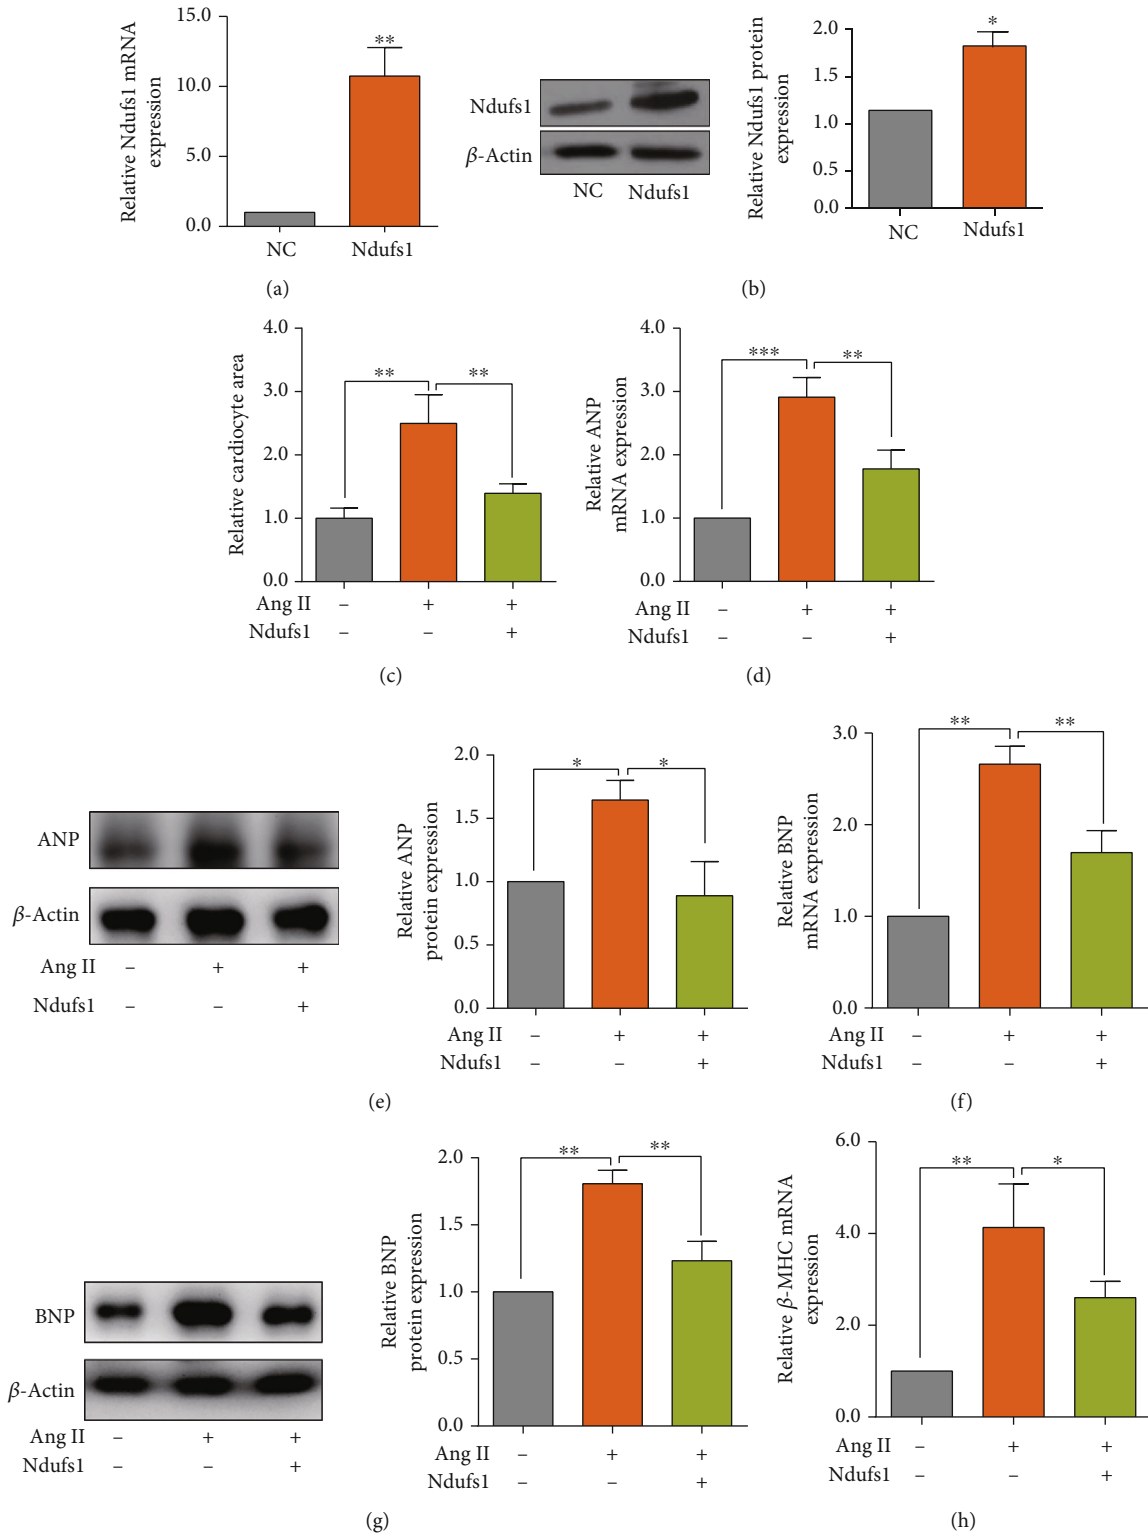 Relative Ndufs1 mRNA
expression
15.0
10.0
5.0
0.0
**
NC
Ndufs1
(a)
Ndufs1
β-Actin
NC
Ndufs1
Relative Ndufs1 protein
expression
2.0
1.5
1.0
0.5
0.0
*
NC
Ndufs1
(b)
Relative cardiocyte area
4.0
3.0
2.0
1.0
0.0
**
**
Ang II – + +
Ndufs1 – – +
(c)
Relative ANP
mRNA expression
4.0
3.0
2.0
1.0
0.0
***
**
Ang II – + +
Ndufs1 – – +
(d)
ANP
β-Actin
Ang II – + +
Ndufs1 – – +
Relative ANP
protein expression
2.0
1.5
1.0
0.5
0.0
*
*
Ang II – + +
Ndufs1 – – +
(e)
Relative BNP
mRNA expression
3.0
2.0
1.0
0.0
**
**
Ang II – + +
Ndufs1 – – +
(f)
BNP
β-Actin
Ang II – + +
Ndufs1 – – +
Relative BNP
protein expression
2.0
1.5
1.0
0.5
0.0
**
**
Ang II – + +
Ndufs1 – – +
(g)
Relative β-MHC mRNA
expression
6.0
4.0
2.0
0.0
**
*
Ang II – + +
Ndufs1 – – +
(h)